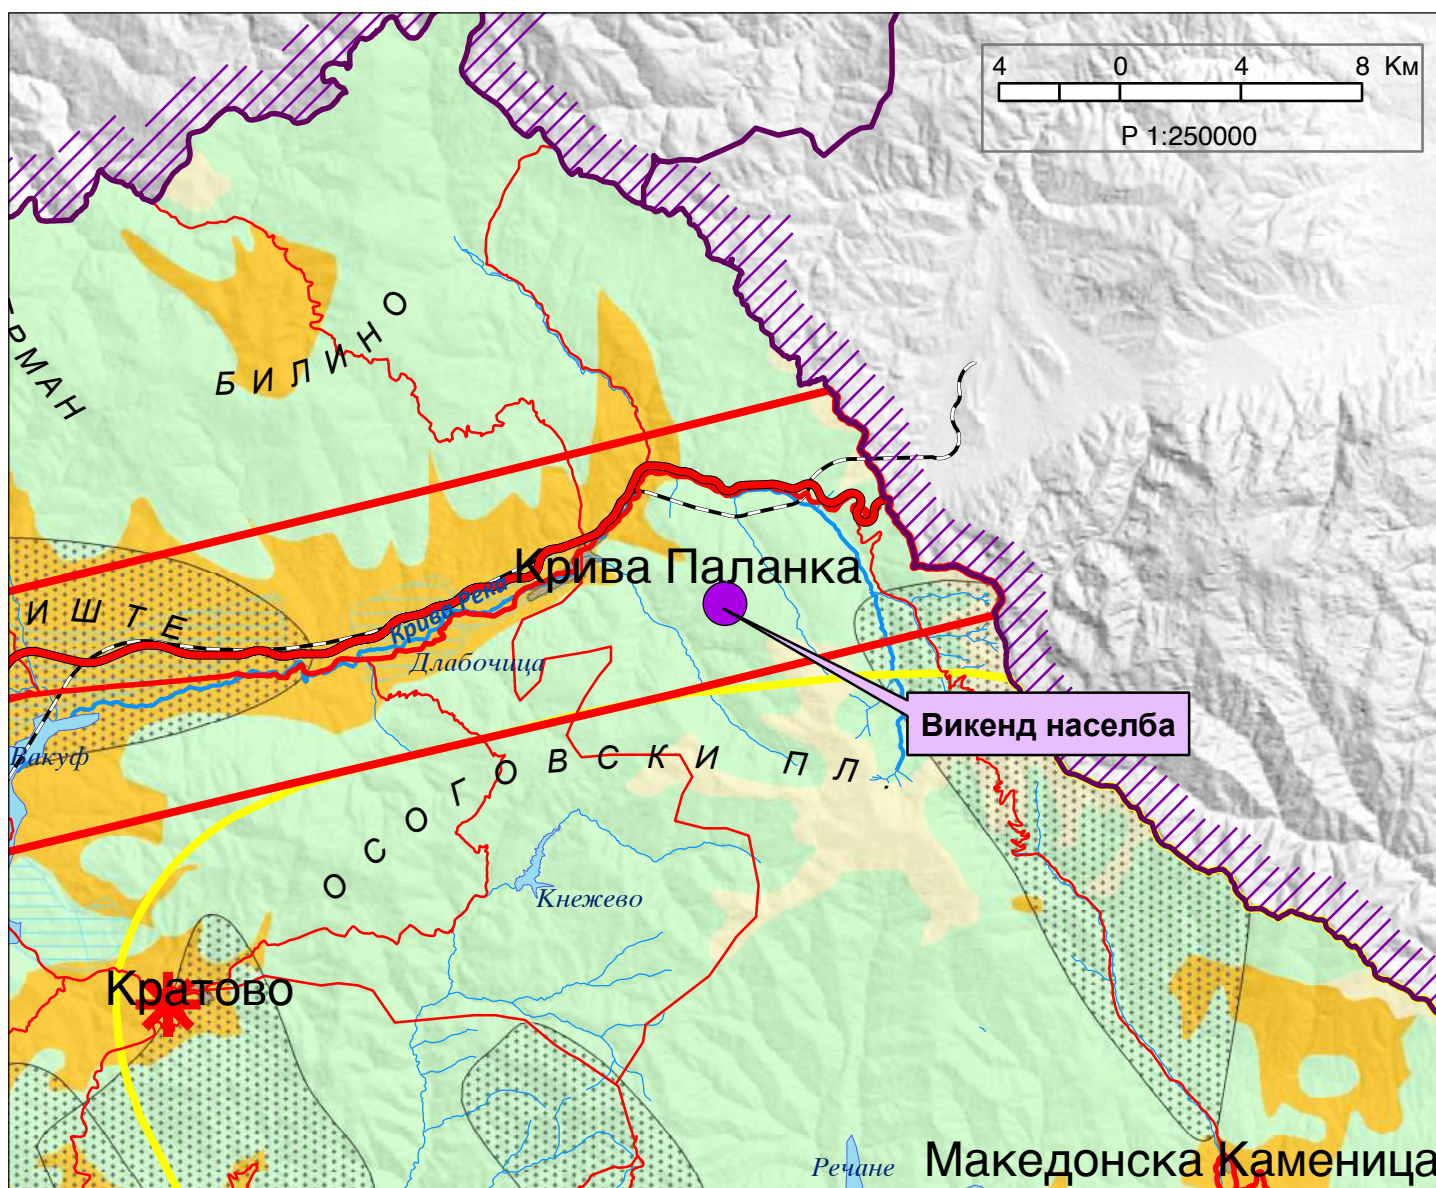 4 0 4 8 Км
Р 1:250000
БИЛИНО
ЕРМАН
Крива Паланка
Крива Река
ИШТЕ
Длабочица
Викенд населба
Вакуф
ОСОГОВСКИ ПЛ.
Кнежево
Кратово
Речане
Македонска Каменица